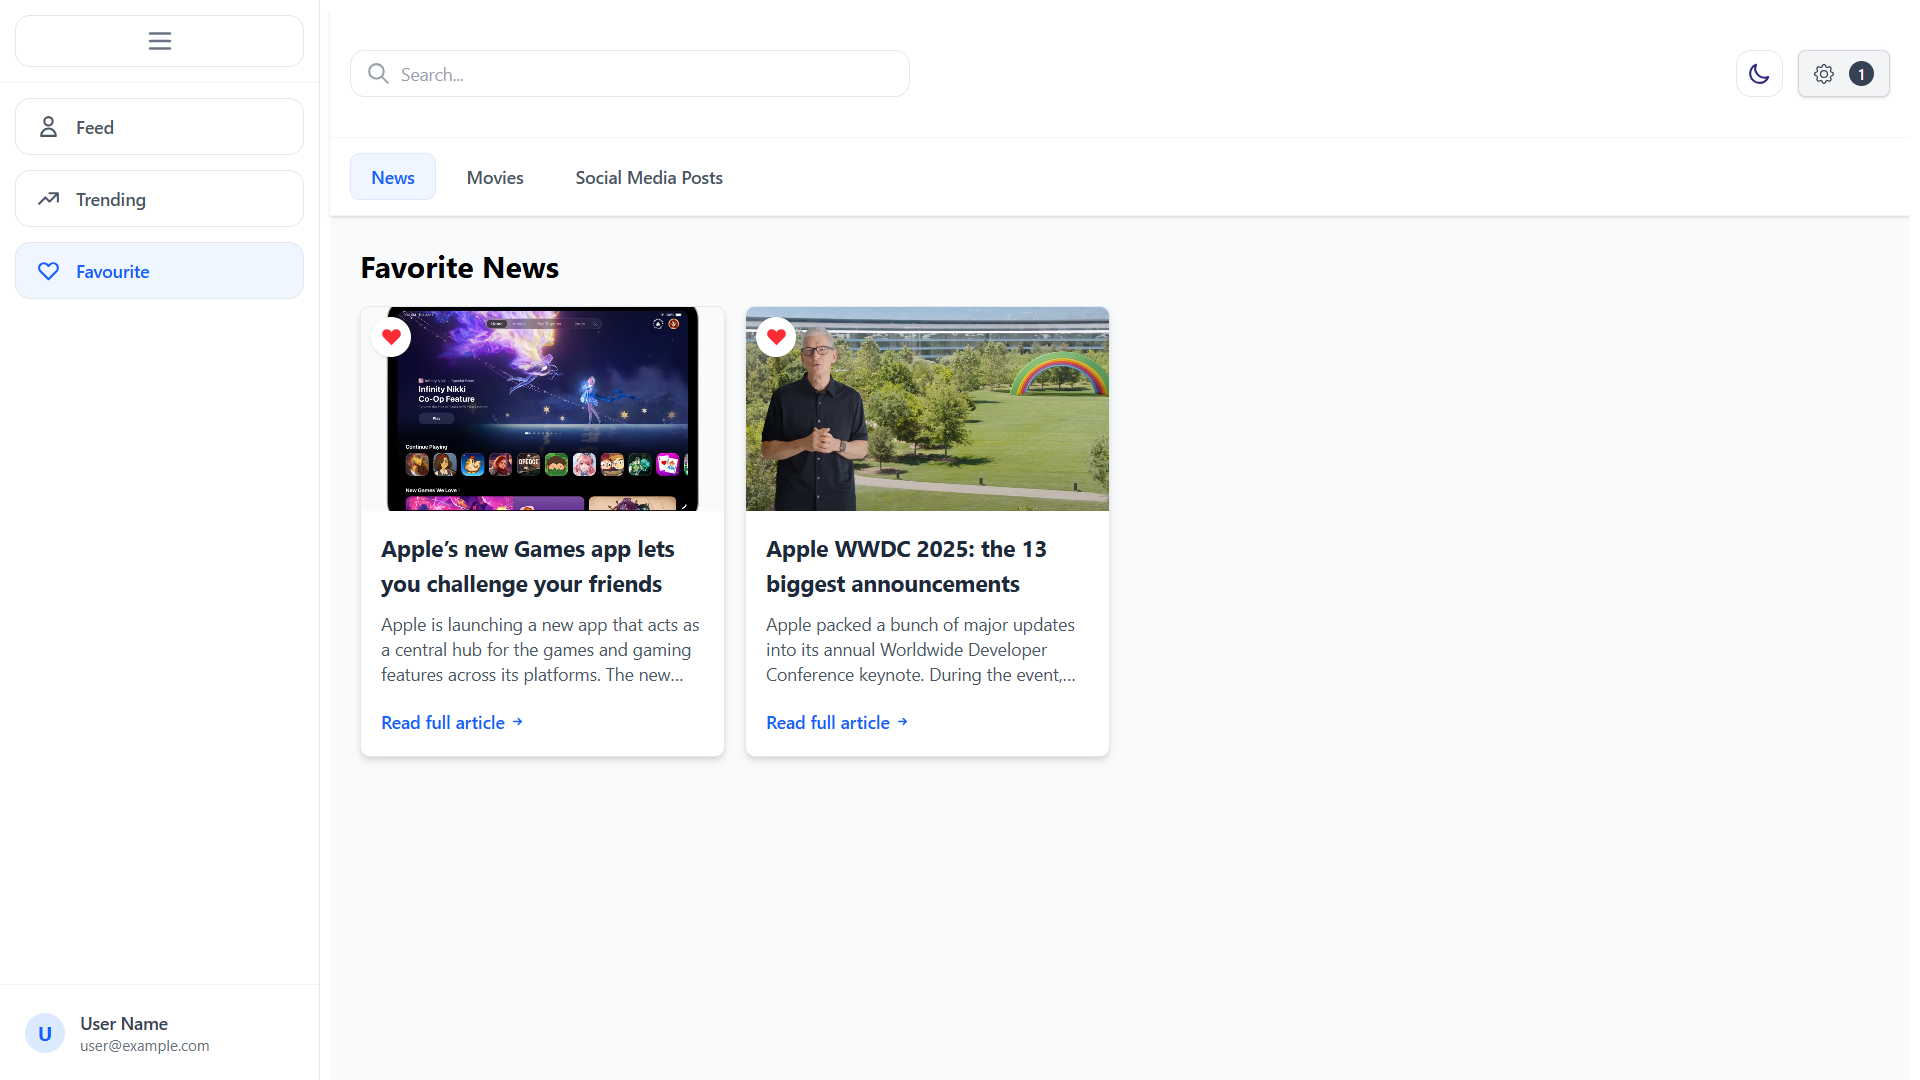 Search...
1
Feed
Trending
Favourite
News
Movies
Social Media Posts
Favorite News
Home
Infinity Nikki
Co-Op Feature
Play
Continue Playing
DREDGE
New Games We Love
Apple’s new Games app lets
you challenge your friends
Apple is launching a new app that acts as
a central hub for the games and gaming
features across its platforms. The new...
Read full article →
Apple WWDC 2025: the 13
biggest announcements
Apple packed a bunch of major updates
into its annual Worldwide Developer
Conference keynote. During the event,...
Read full article →
U
User Name
user@example.com